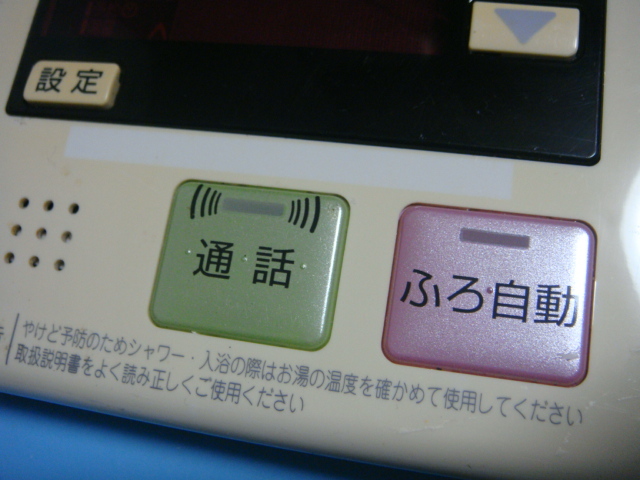 設定
通話
ふろ自動
やけど予防のためシャワー・入浴の際はお湯の温度を確かめて使用してください
取扱説明書をよく読み正しくご使用ください